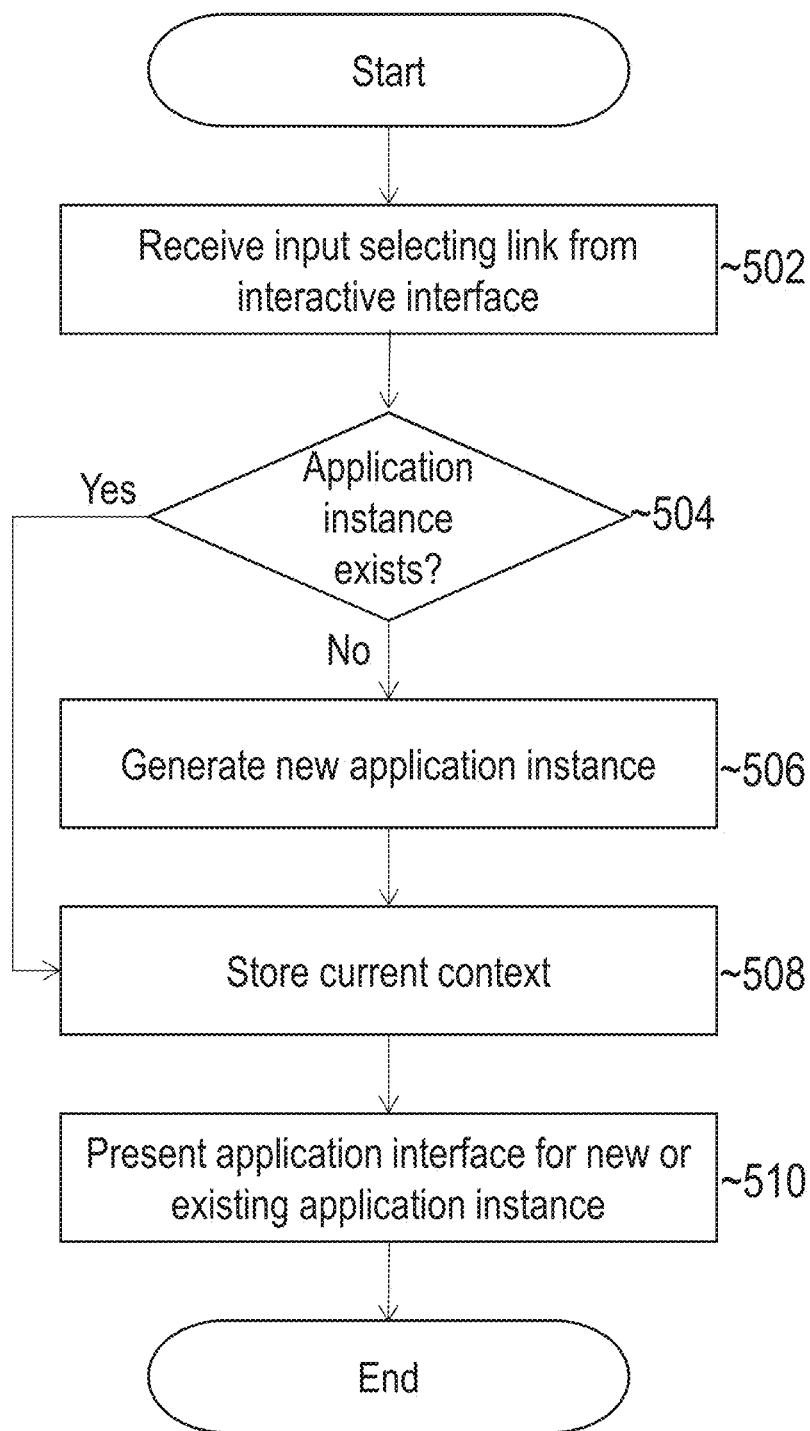 Start
Receive input selecting link from
interactive interface
~502
Application
instance
exists?
~504
Yes
No
Generate new application instance
~506
Store current context
~508
Present application interface for new or
existing application instance
~510
End